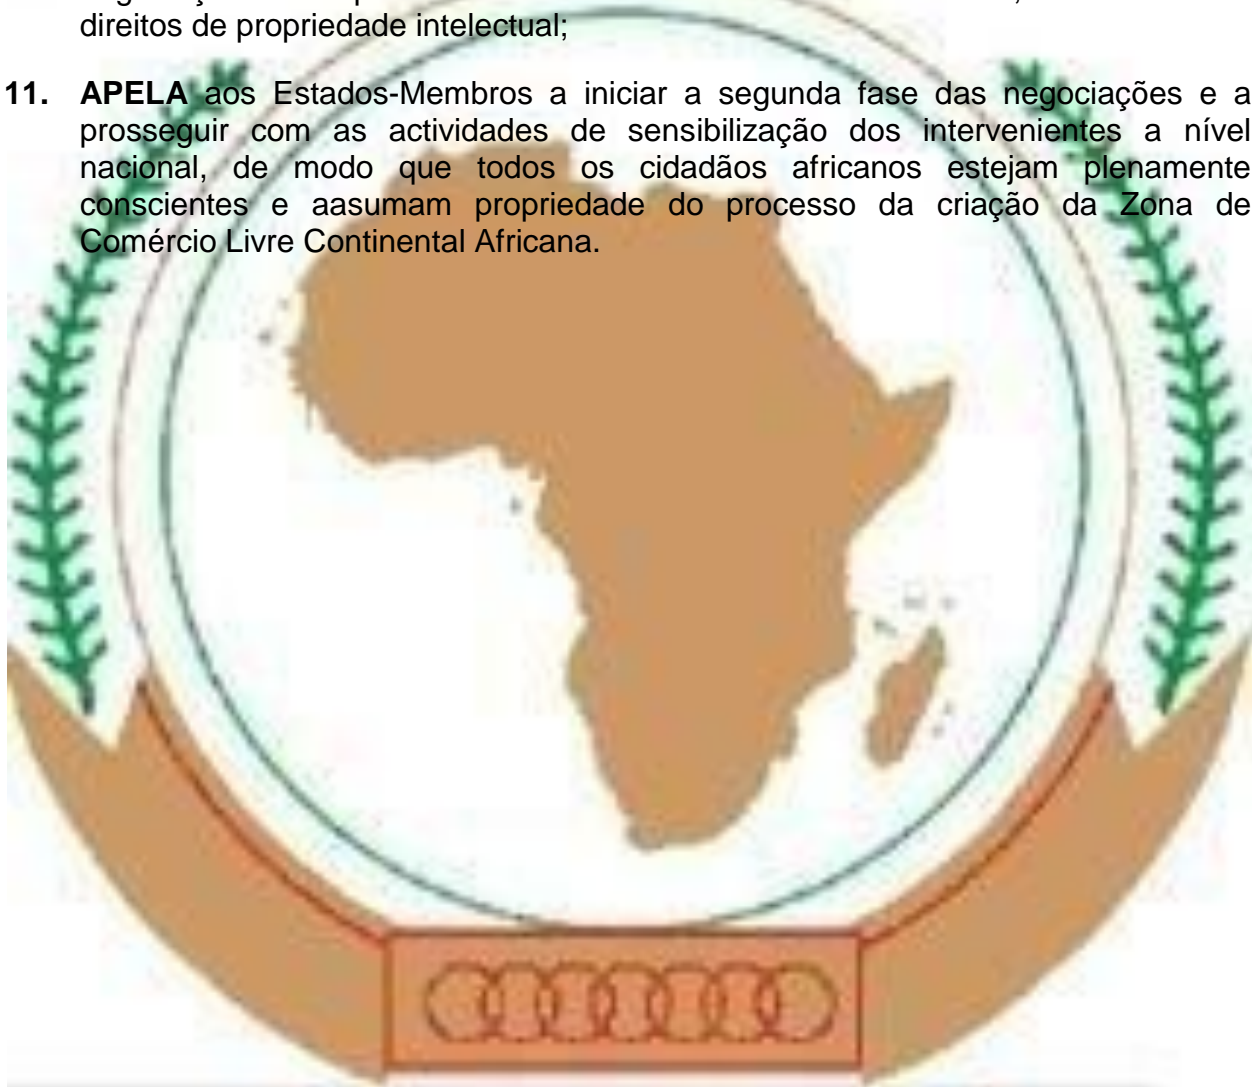 direitos de propriedade intelectual;
11. APELA aos Estados-Membros a iniciar a segunda fase das negociações e a
prosseguir com as actividades de sensibilização dos intervenientes a nível
nacional, de modo que todos os cidadãos africanos estejam plenamente
conscientes e aasumam propriedade do processo da criação da Zona de
Comércio Livre Continental Africana.